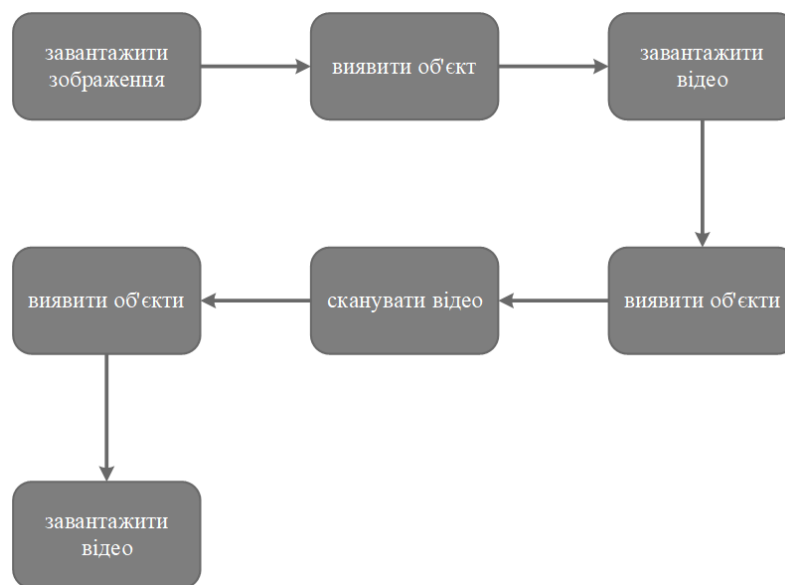 завантажити
зображення
виявити об'єкт
завантажити
відео
виявити об'єкти
сканувати відео
виявити об'єкти
завантажити
відео